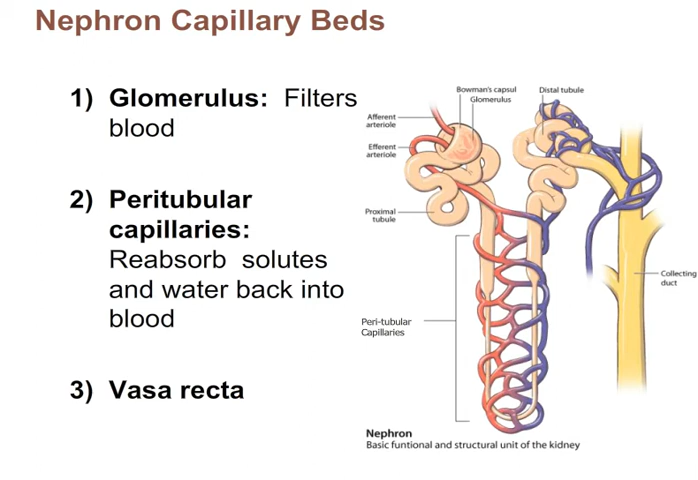 Nephron Capillary Beds
1) Glomerulus: Filters
blood
2) Peritubular
capillaries:
Reabsorb solutes
and water back into
blood
3) Vasa recta
Bowman's capsul
Glomerulus
Distal tubule
Afferent
arteriole
Efferent
arteriole
Proximal
tubule
Collecting
duct
Peri-tubular
Capillaries
Nephron
Basic funtional and structural unit of the kidney